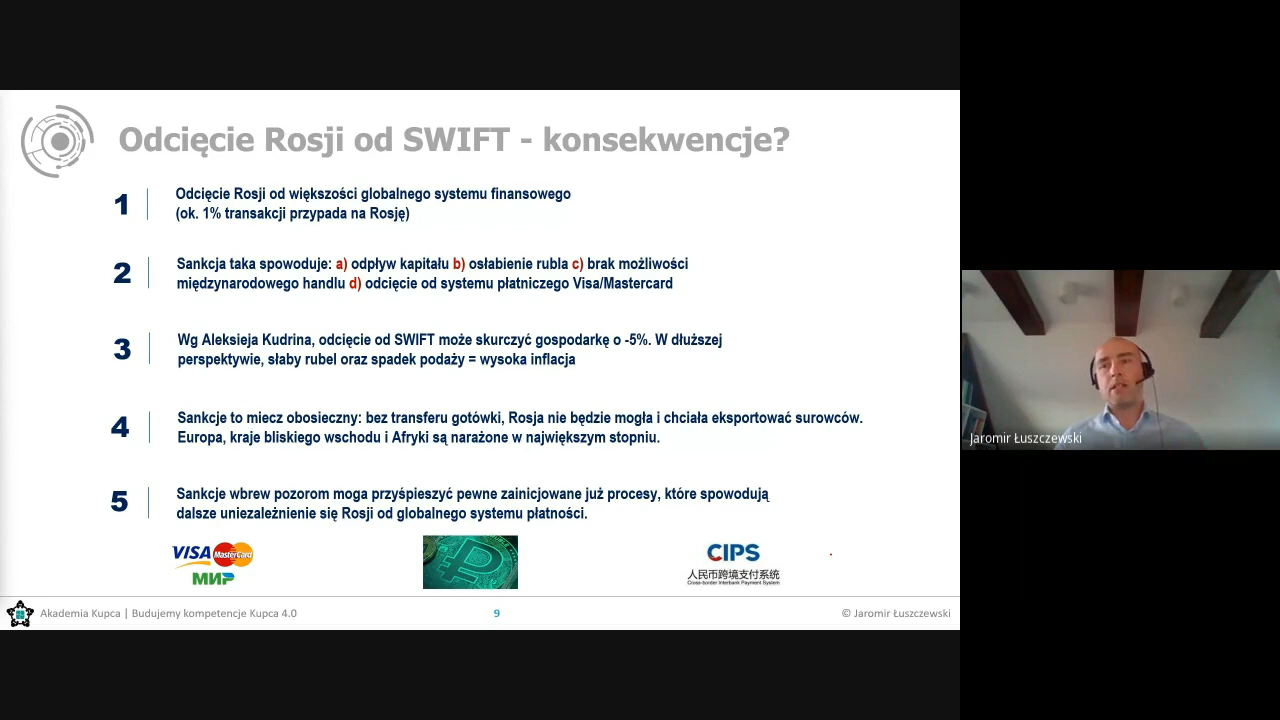 Odcięcie Rosji od SWIFT - konsekwencje?
1
Odcięcie Rosji od większości globalnego systemu finansowego
(ok. 1% transakcji przypada na Rosję)
2
Sankcja taka spowoduje: a) odpływ kapitału b) osłabienie rubla c) brak możliwości
międzynarodowego handlu d) odcięcie od systemu płatniczego Visa/Mastercard
3
Wg Aleksieja Kudrina, odcięcie od SWIFT może skurczyć gospodarkę o -5%. W dłuższej
perspektywie, słaby rubel oraz spadek podaży = wysoka inflacja
4
Sankcje to miecz obosieczny: bez transferu gotówki, Rosja nie będzie mogła i chciała eksportować surowców.
Europa, kraje bliskiego wschodu i Afryki są narażone w największym stopniu.
5
Sankcje wbrew pozorom moga przyśpieszyć pewne zainicjowane już procesy, które spowodują
dalsze uniezależnienie się Rosji od globalnego systemu płatności.
VISA MasterCard
МИР
CIPS
人民币跨境支付系统
Cross-border Interbank Payment System
Akademia Kupca | Budujemy kompetencje Kupca 4.0
9
© Jaromir Łuszczewski
Jaromir Łuszczewski